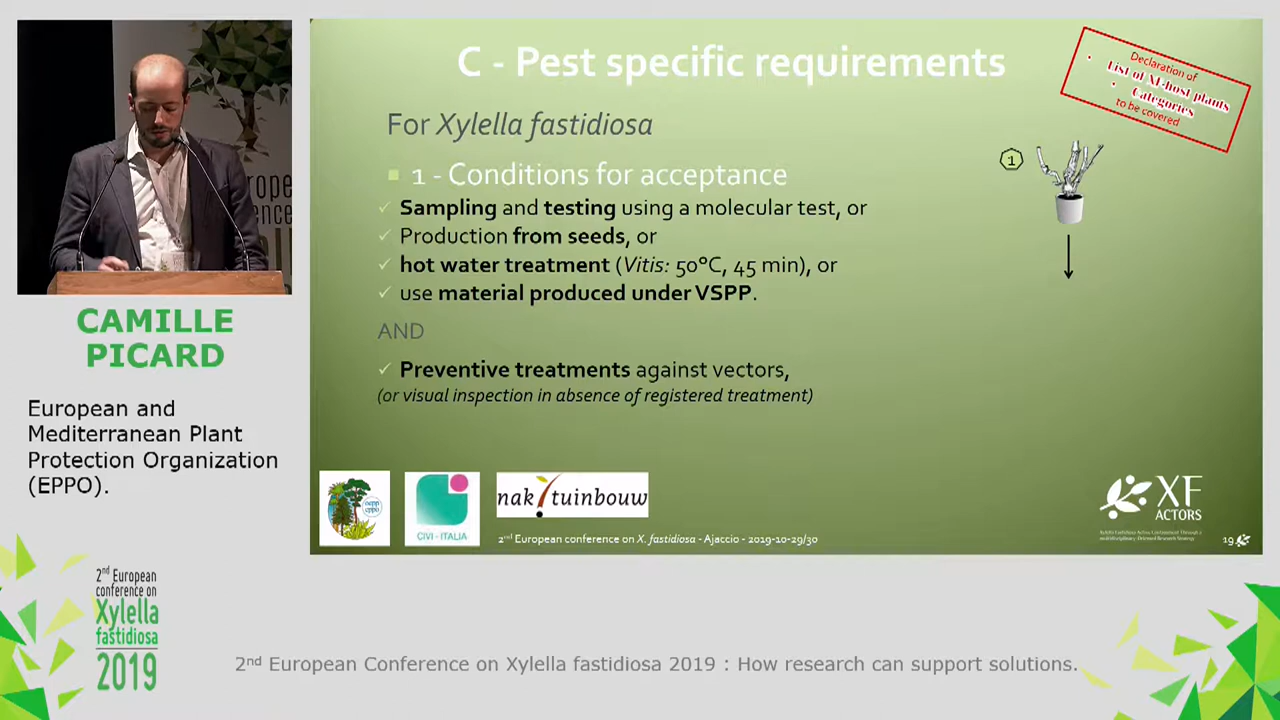 C - Pest specific requirements
Declaration of
• List of Xf-host plants
• Categories
to be covered
For Xylella fastidiosa
1 - Conditions for acceptance
Sampling and testing using a molecular test, or
Production from seeds, or
hot water treatment (Vitis: 50°C, 45 min), or
use material produced under VSPP.
AND
Preventive treatments against vectors,
(or visual inspection in absence of registered treatment)
1
CAMILLE
PICARD
European and
Mediterranean Plant
Protection Organization
(EPPO).
oepp
eppo
CIVI-ITALIA
nak tuinbouw
2nd European conference on X. fastidiosa - Ajaccio - 2019-10-29/30
XF
ACTORS
19
2nd European
conference on
Xylella
fastidiosa
2019
2nd European Conference on Xylella fastidiosa 2019 : How research can support solutions.